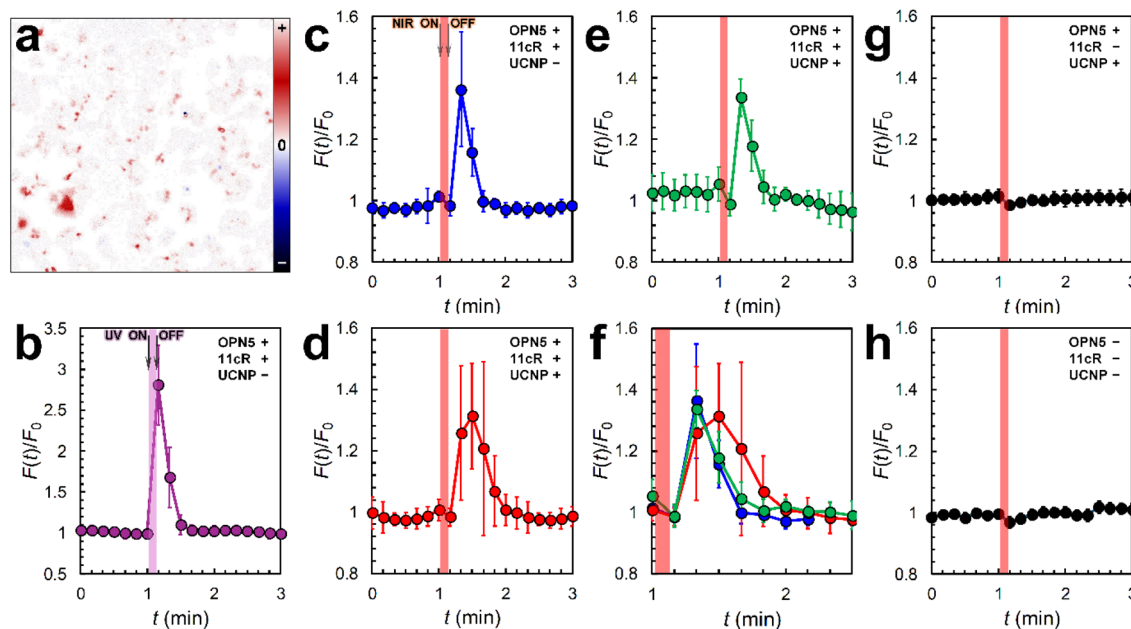 a
+
0
−
b
UV ON OFF
OPN5 +
11cR +
UCNP −
3.5
3
2.5
2
1.5
1
0.5
F(t)/F0
0 1 2 3
t (min)
c
NIR ON OFF
OPN5 +
11cR +
UCNP −
1.6
1.4
1.2
1
0.8
F(t)/F0
0 1 2 3
t (min)
d
OPN5 +
11cR +
UCNP +
1.6
1.4
1.2
1
0.8
F(t)/F0
0 1 2 3
t (min)
e
OPN5 +
11cR +
UCNP +
1.6
1.4
1.2
1
0.8
F(t)/F0
0 1 2 3
t (min)
f
1.6
1.4
1.2
1
0.8
F(t)/F0
1 2
t (min)
g
OPN5 +
11cR −
UCNP +
1.6
1.4
1.2
1
0.8
F(t)/F0
0 1 2 3
t (min)
h
OPN5 −
11cR −
UCNP −
1.6
1.4
1.2
1
0.8
F(t)/F0
0 1 2 3
t (min)